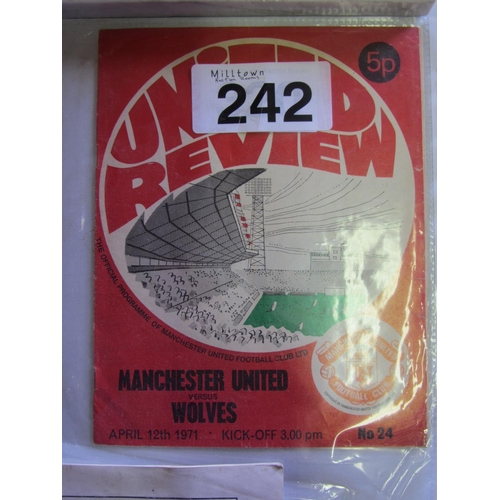 Milltown
242
5p
UNITED
REVIEW
THE OFFICIAL PROGRAMME OF MANCHESTER UNITED FOOTBALL CLUB LTD
MANCHESTER UNITED
VERSUS
WOLVES
APRIL 12th 1971 · KICK-OFF 3.00 pm No 24